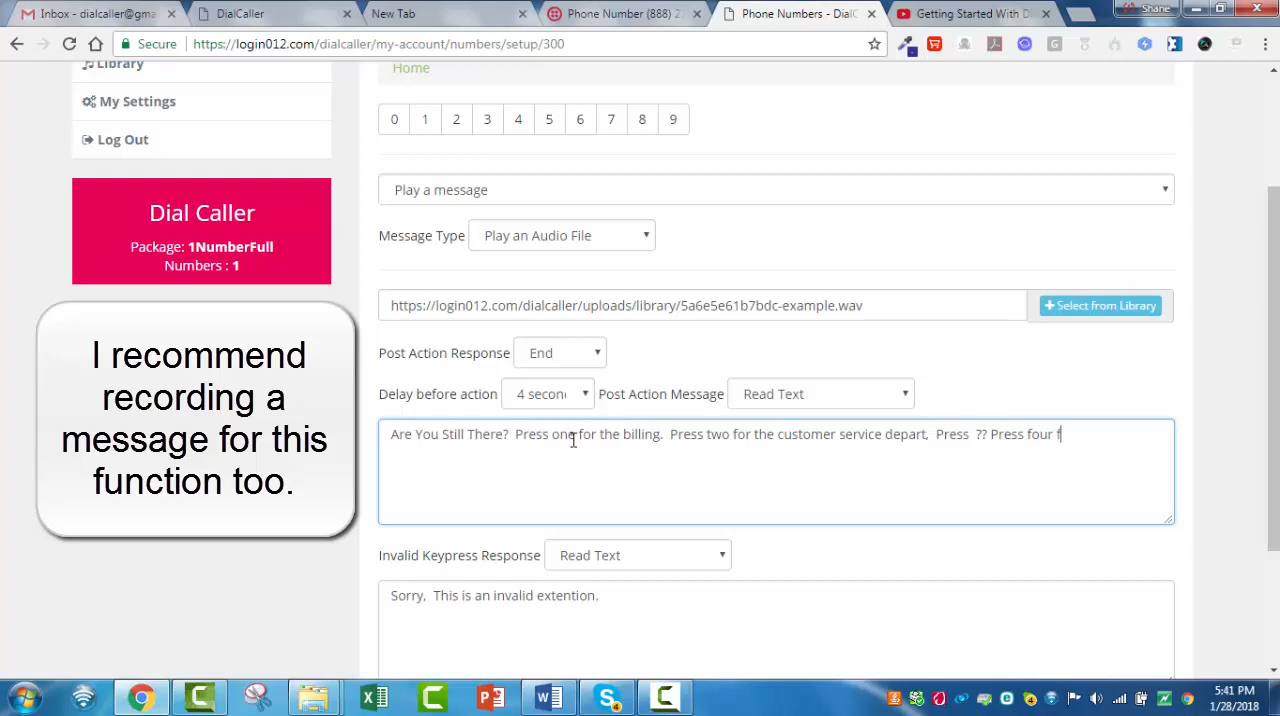 Inbox - dialcaller@gma
DialCaller
New Tab
Phone Number (888) 2
Phone Numbers - DialC
Getting Started With D
Shane
Secure
https://login012.com/dialcaller/my-account/numbers/setup/300
Library
My Settings
Log Out
Dial Caller
Package: 1NumberFull
Numbers : 1
I recommend
recording a
message for this
function too.
Home
0 1 2 3 4 5 6 7 8 9
Play a message
Message Type Play an Audio File
https://login012.com/dialcaller/uploads/library/5a6e5e61b7bdc-example.wav
Select from Library
Post Action Response End
Delay before action 4 secon Post Action Message Read Text
Are You Still There? Press one for the billing. Press two for the customer service depart, Press ?? Press four f
Invalid Keypress Response Read Text
Sorry, This is an invalid extention.
5:41 PM
1/28/2018